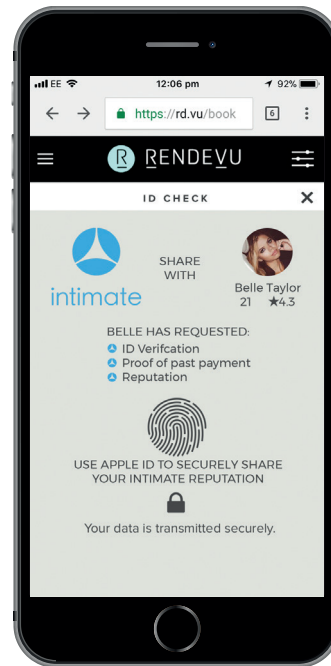 EE 12:06 pm 92%
https://rd.vu/book 6
R RENDEVU
ID CHECK
SHARE
WITH
intimate
Belle Taylor
21 ★4.3
BELLE HAS REQUESTED:
ID Verifcation
Proof of past payment
Reputation
USE APPLE ID TO SECURELY SHARE
YOUR INTIMATE REPUTATION
Your data is transmitted securely.